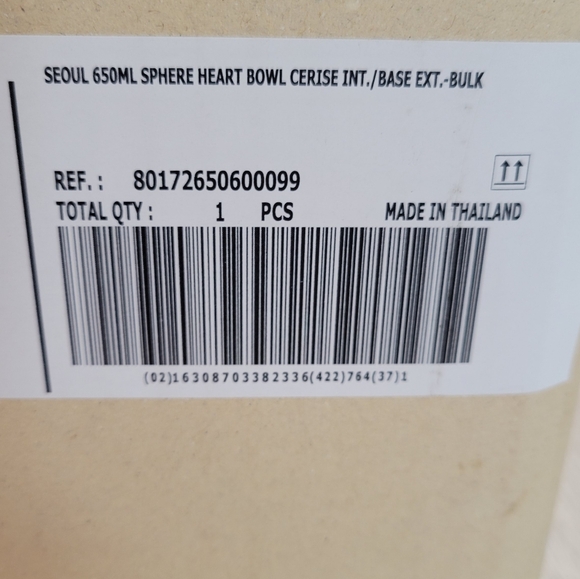 SEOUL 650ML SPHERE HEART BOWL CERISE INT./BASE EXT.-BULK
REF. : 80172650600099
TOTAL QTY : 1 PCS MADE IN THAILAND
(02)16308703382336(422)764(37)1